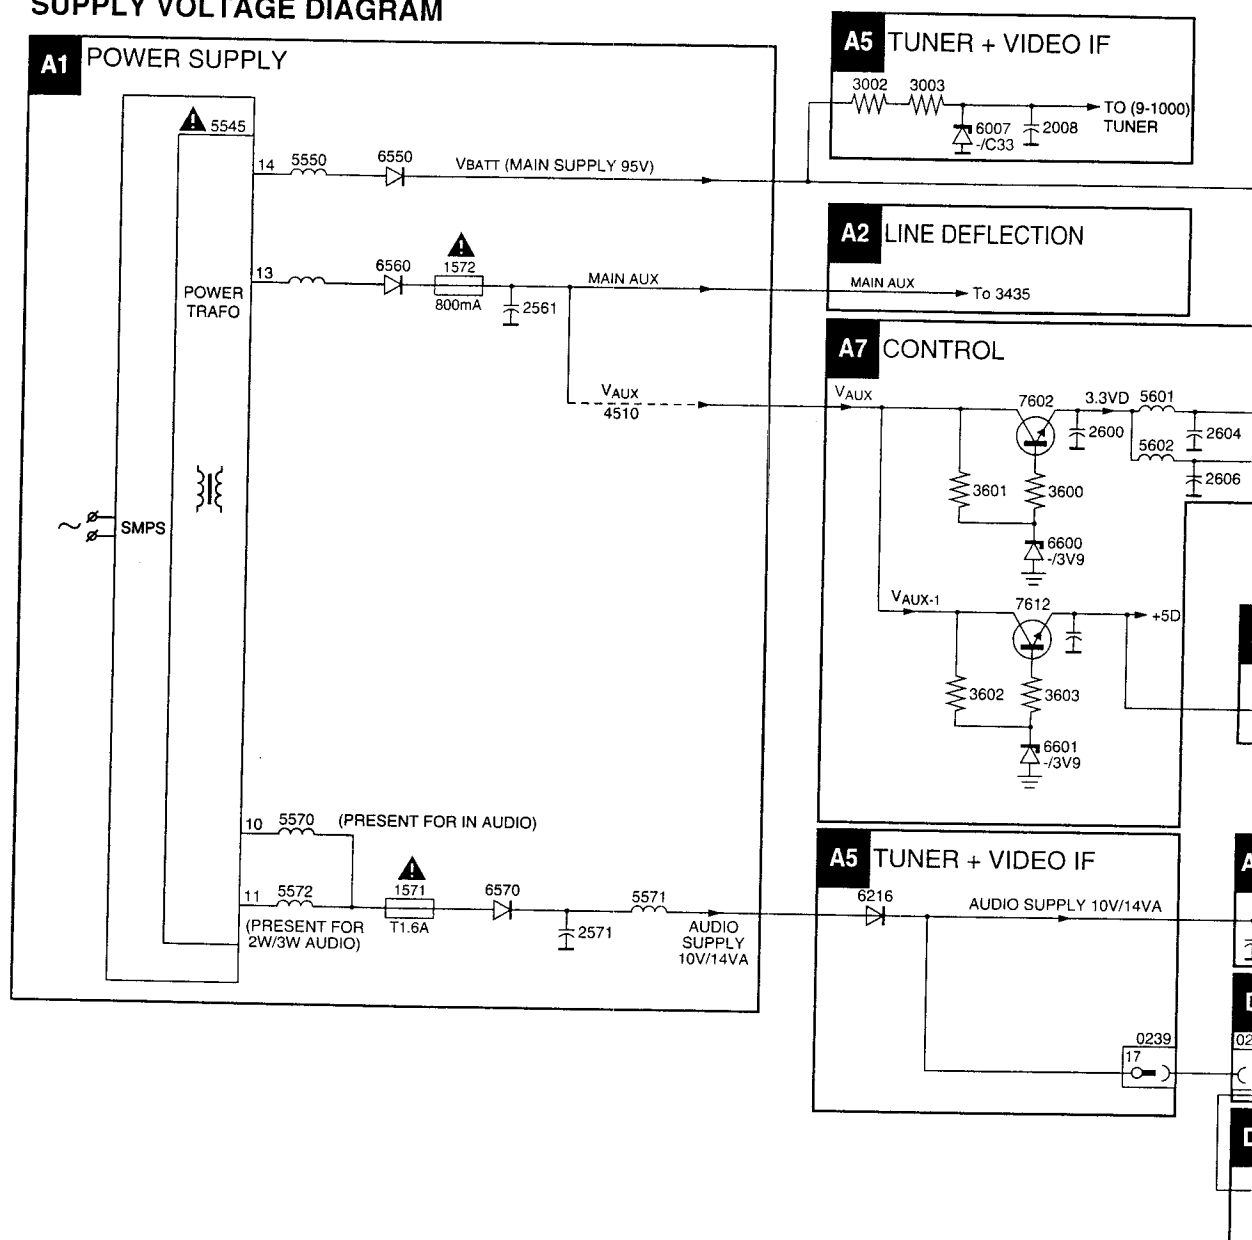 SUPPLY VOLTAGE DIAGRAM
A1 POWER SUPPLY
5545
14
5550
6550
VBATT (MAIN SUPPLY 95V)
13
6560
1572
800mA
2561
MAIN AUX
POWER
TRAFO
VAUX
4510
SMPS
10
5570
(PRESENT FOR IN AUDIO)
11
5572
(PRESENT FOR
2W/3W AUDIO)
1571
T1.6A
6570
2571
5571
AUDIO
SUPPLY
10V/14VA
A5 TUNER + VIDEO IF
3002
3003
6007
-/C33
2008
TO (9-1000)
TUNER
A2 LINE DEFLECTION
MAIN AUX
To 3435
A7 CONTROL
VAUX
7602
3.3VD
5601
2600
2604
5602
2606
3601
3600
6600
-/3V9
VAUX-1
7612
+5D
3602
3603
6601
-/3V9
A5 TUNER + VIDEO IF
6216
AUDIO SUPPLY 10V/14VA
0239
17
02